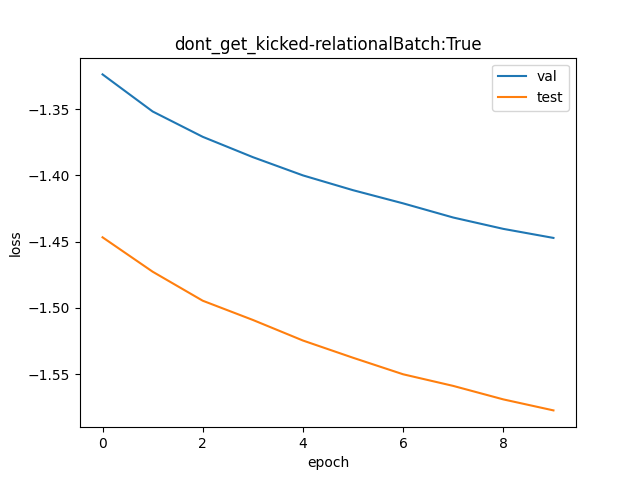 dont_get_kicked-relationalBatch:True
val
test
−1.35
−1.40
−1.45
−1.50
−1.55
loss
0
2
4
6
8
epoch